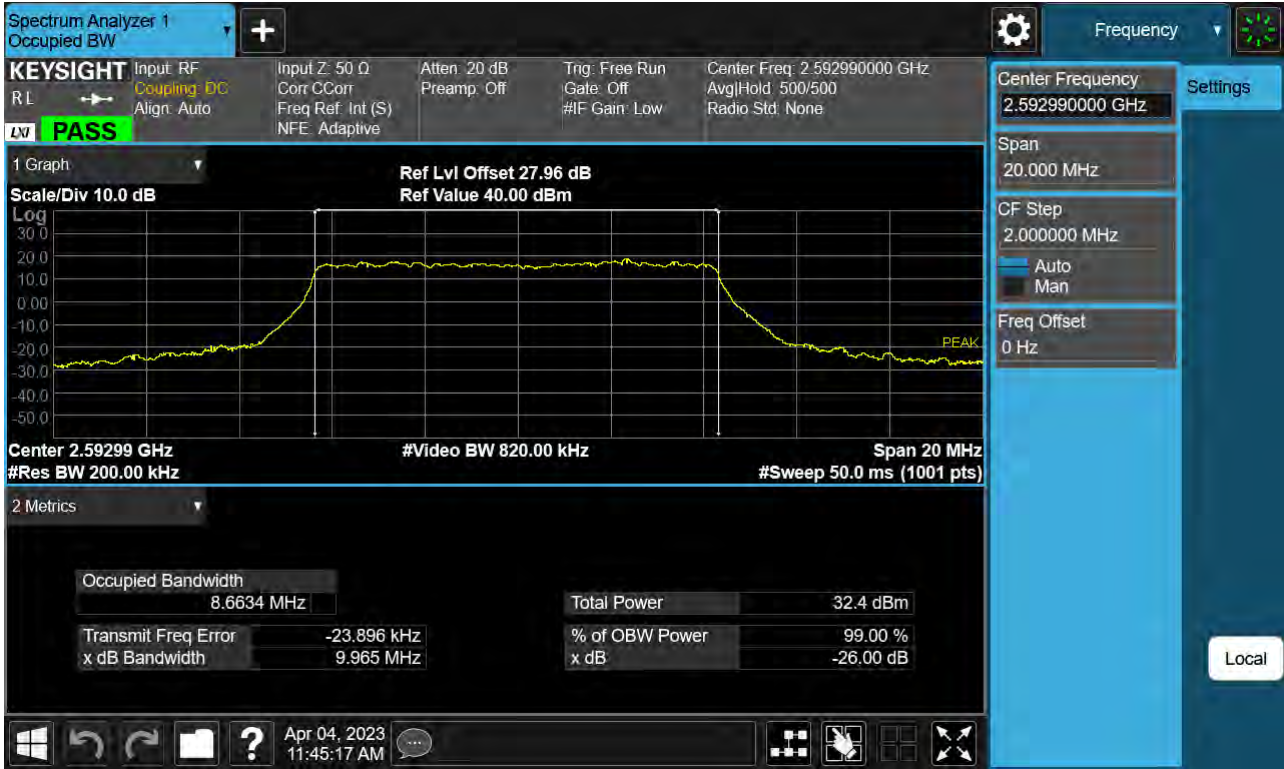 Spectrum Analyzer 1
Occupied BW
Frequency
KEYSIGHT
R L
LXI PASS
Input: RF
Coupling: DC
Align: Auto
Input Z: 50 Ω
Corr CCorr
Freq Ref: Int (S)
NFE: Adaptive
Atten: 20 dB
Preamp: Off
Trig: Free Run
Gate: Off
#IF Gain: Low
Center Freq: 2.592990000 GHz
Avg|Hold: 500/500
Radio Std: None
1 Graph
Ref Lvl Offset 27.96 dB
Scale/Div 10.0 dB
Ref Value 40.00 dBm
Log
30.0
20.0
10.0
0.00
-10.0
-20.0
-30.0
-40.0
-50.0
PEAK
Center 2.59299 GHz
#Video BW 820.00 kHz
Span 20 MHz
#Res BW 200.00 kHz
#Sweep 50.0 ms (1001 pts)
2 Metrics
Occupied Bandwidth
8.6634 MHz
Total Power 32.4 dBm
Transmit Freq Error -23.896 kHz
% of OBW Power 99.00 %
x dB Bandwidth 9.965 MHz
x dB -26.00 dB
Center Frequency
2.592990000 GHz
Settings
Span
20.000 MHz
CF Step
2.000000 MHz
Auto
Man
Freq Offset
0 Hz
Local
?
Apr 04, 2023
11:45:17 AM